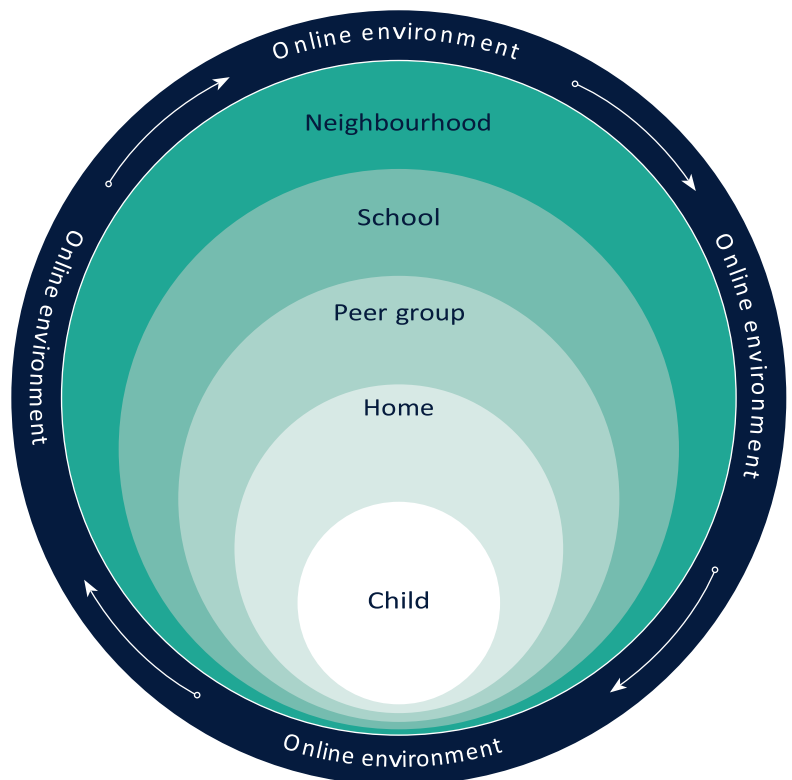 Online environment
Neighbourhood
School
Online environment
Online environment
Peer group
Home
Child
Online environment